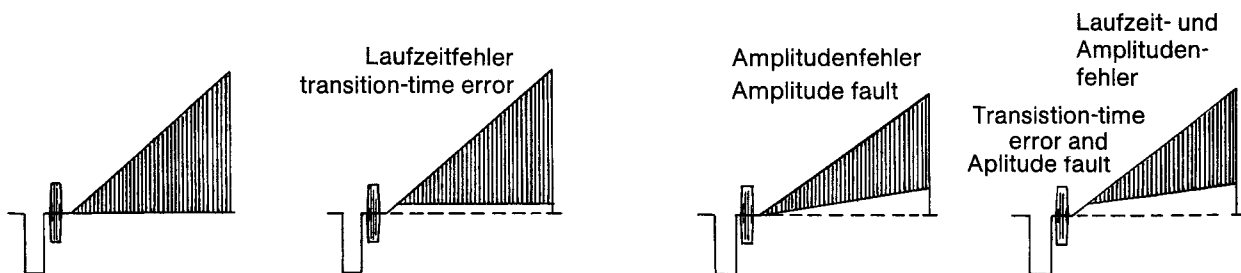 Laufzeitfehler
transition-time error
Amplitudenfehler
Amplitude fault
Laufzeit- und
Amplituden-
fehler
Transistion-time
error and
Aplitude fault